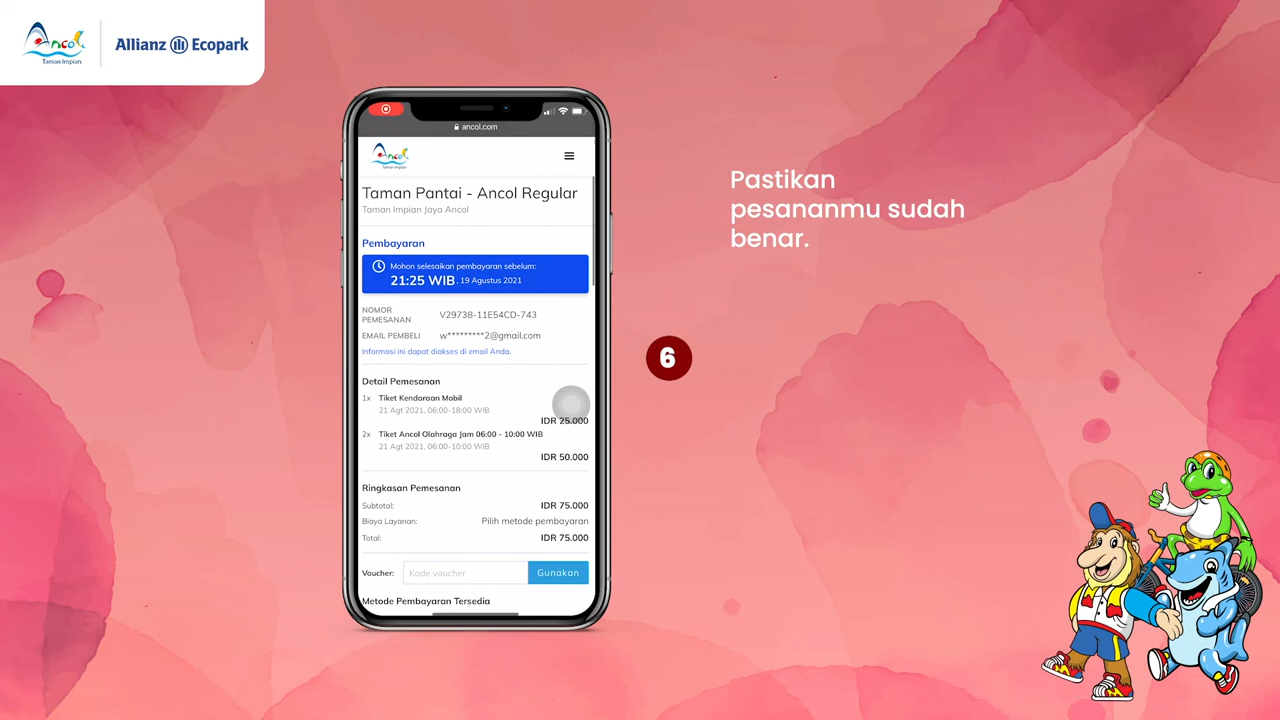 Ancol
Taman Impian
Allianz Ecopark
ancol.com
Ancol
Taman Impian
Taman Pantai - Ancol Regular
Taman Impian Jaya Ancol
Pembayaran
Mohon selesaikan pembayaran sebelum:
21:25 WIB, 19 Agustus 2021
NOMOR PEMESANAN V29738-11E54CD-743
EMAIL PEMBELI w*********2@gmail.com
Informasi ini dapat diakses di email Anda.
Detail Pemesanan
1x Tiket Kendaraan Mobil
21 Agt 2021, 06:00-18:00 WIB
IDR 25.000
2x Tiket Ancol Olahraga Jam 06:00 - 10:00 WIB
21 Agt 2021, 06:00-10:00 WIB
IDR 50.000
Ringkasan Pemesanan
Subtotal: IDR 75.000
Biaya Layanan: Pilih metode pembayaran
Total: IDR 75.000
Voucher: Kode voucher Gunakan
Metode Pembayaran Tersedia
6
Pastikan
pesananmu sudah
benar.